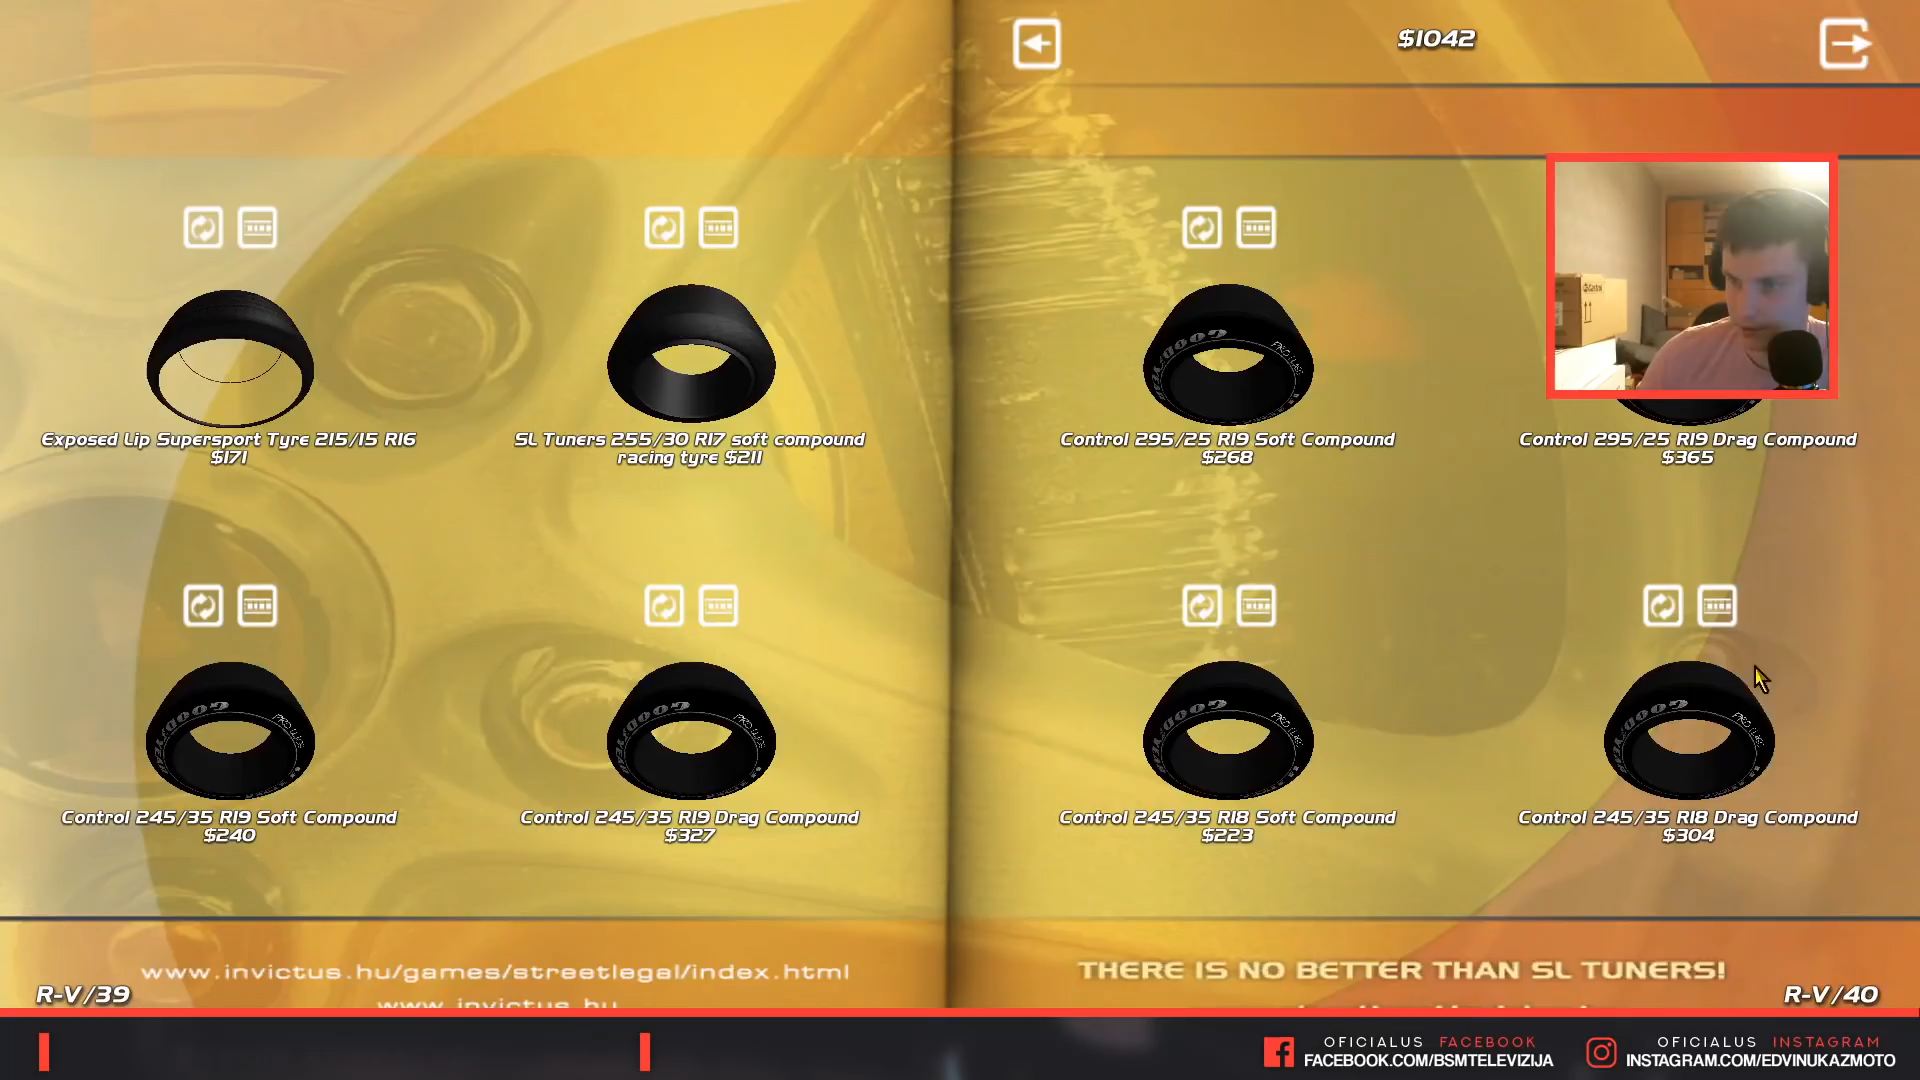 $1042
Exposed Lip Supersport Tyre 215/15 R16
$171
SL Tuners 255/30 R17 soft compound
racing tyre $211
Control 295/25 R19 Soft Compound
$268
Control 295/25 R19 Drag Compound
$365
Control 245/35 R19 Soft Compound
$240
Control 245/35 R19 Drag Compound
$327
Control 245/35 R18 Soft Compound
$223
Control 245/35 R18 Drag Compound
$304
www.invictus.hu/games/streetlegal/index.html
www.invictus.hu
THERE IS NO BETTER THAN SL TUNERS!
R-V/39
R-V/40
OFICIALUS FACEBOOK
FACEBOOK.COM/BSMTELEVIZIJA
OFICIALUS INSTAGRAM
INSTAGRAM.COM/EDVINUKAZMOTO